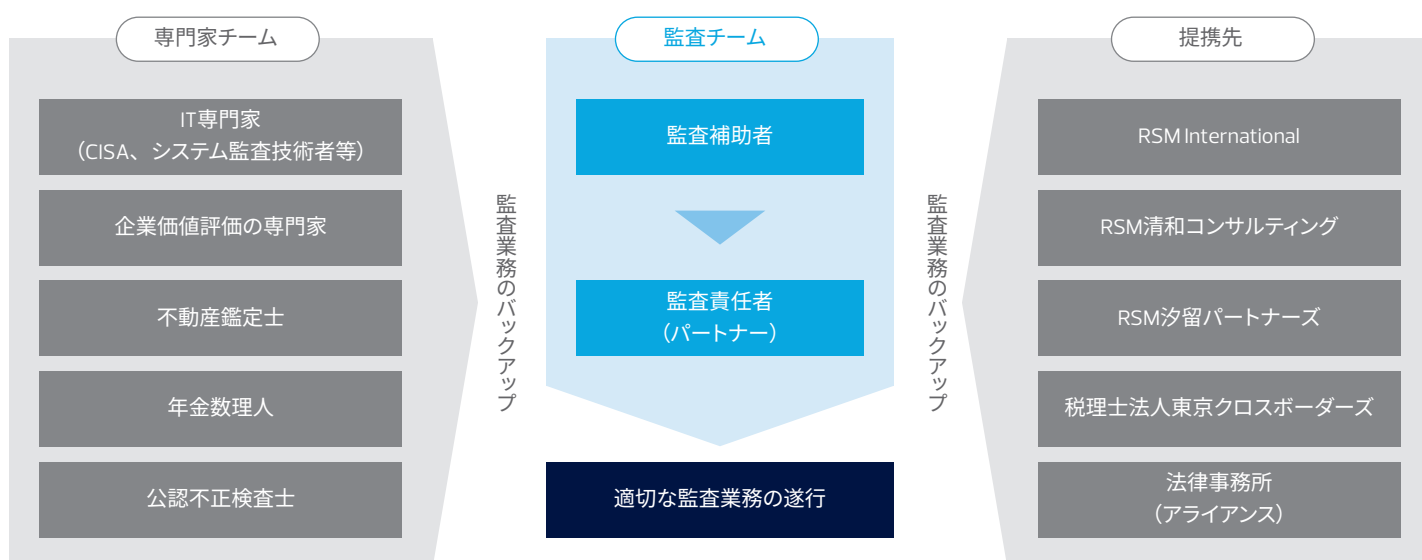 専門家チーム
IT専門家
（CISA、システム監査技術者等）
企業価値評価の専門家
不動産鑑定士
年金数理人
公認不正検査士
監査業務のバックアップ
監査チーム
監査補助者
監査責任者
（パートナー）
適切な監査業務の遂行
監査業務のバックアップ
提携先
RSM International
RSM清和コンサルティング
RSM汐留パートナーズ
税理士法人東京クロスボーダーズ
法律事務所
（アライアンス）